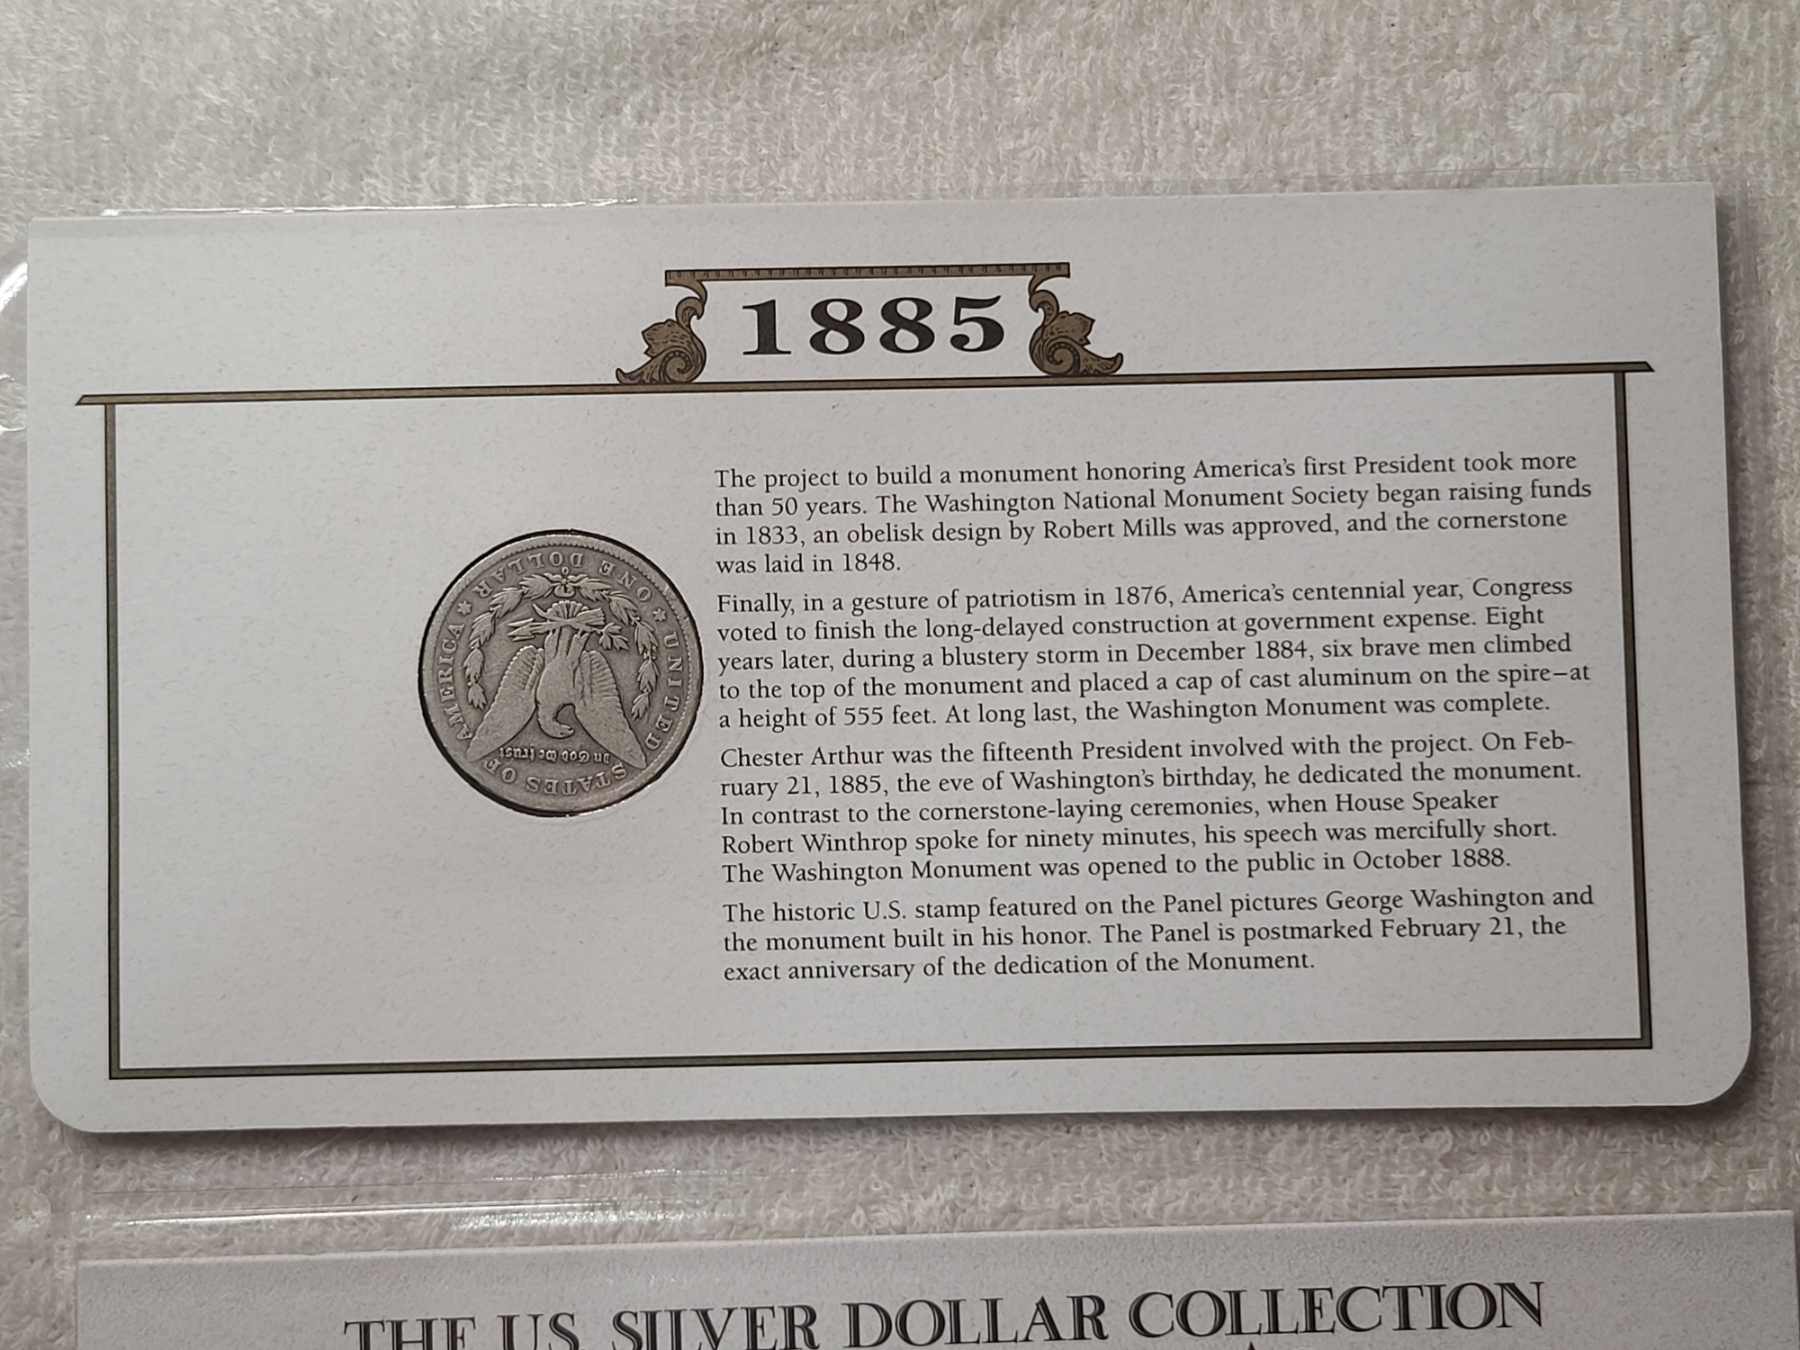 1885
The project to build a monument honoring America's first President took more
than 50 years. The Washington National Monument Society began raising funds
in 1833, an obelisk design by Robert Mills was approved, and the cornerstone
was laid in 1848.
Finally, in a gesture of patriotism in 1876, America's centennial year, Congress
voted to finish the long-delayed construction at government expense. Eight
years later, during a blustery storm in December 1884, six brave men climbed
to the top of the monument and placed a cap of cast aluminum on the spire–at
a height of 555 feet. At long last, the Washington Monument was complete.
Chester Arthur was the fifteenth President involved with the project. On Feb-
ruary 21, 1885, the eve of Washington's birthday, he dedicated the monument.
In contrast to the cornerstone-laying ceremonies, when House Speaker
Robert Winthrop spoke for ninety minutes, his speech was mercifully short.
The Washington Monument was opened to the public in October 1888.
The historic U.S. stamp featured on the Panel pictures George Washington and
the monument built in his honor. The Panel is postmarked February 21, the
exact anniversary of the dedication of the Monument.
UNITED STATES OF AMERICA
In God We Trust
ONE DOLLAR
O
THE U.S. SILVER DOLLAR COLLECTION